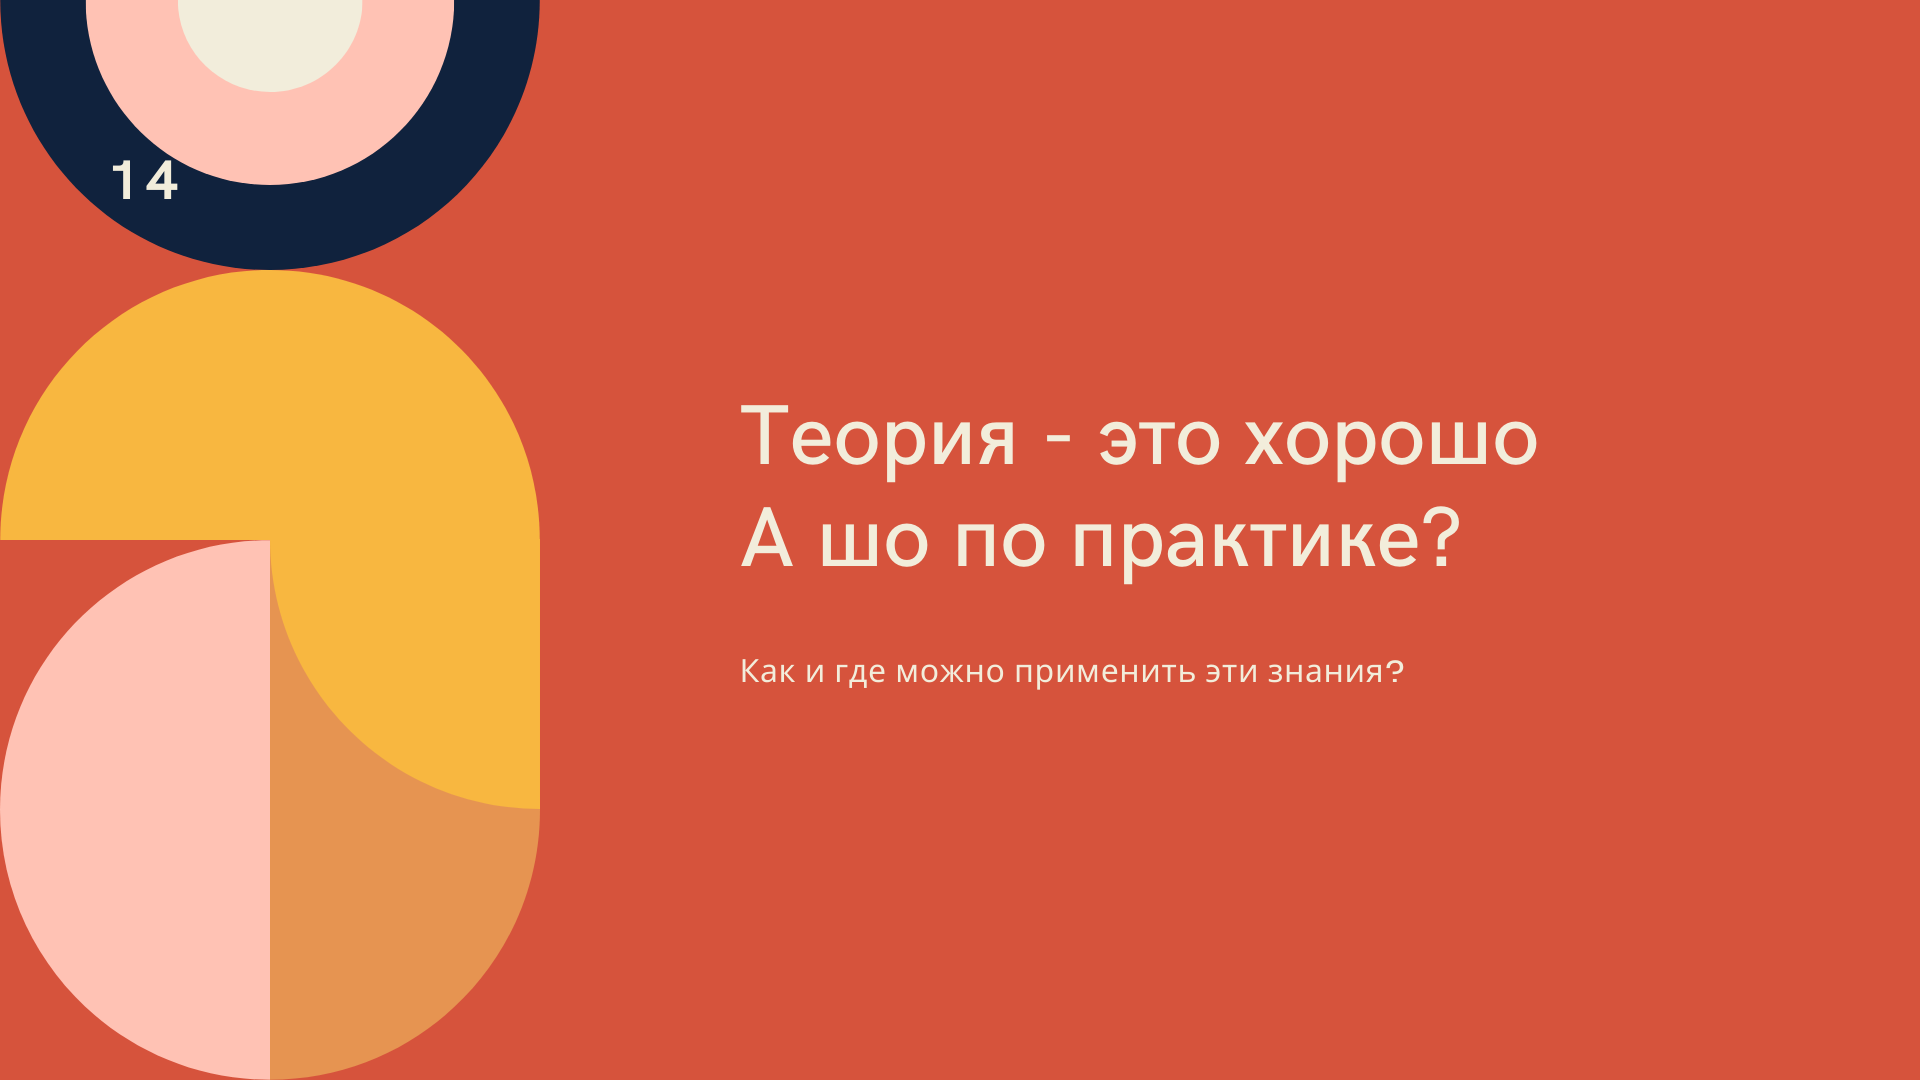 14
Теория - это хорошо
А шо по практике?
Как и где можно применить эти знания?